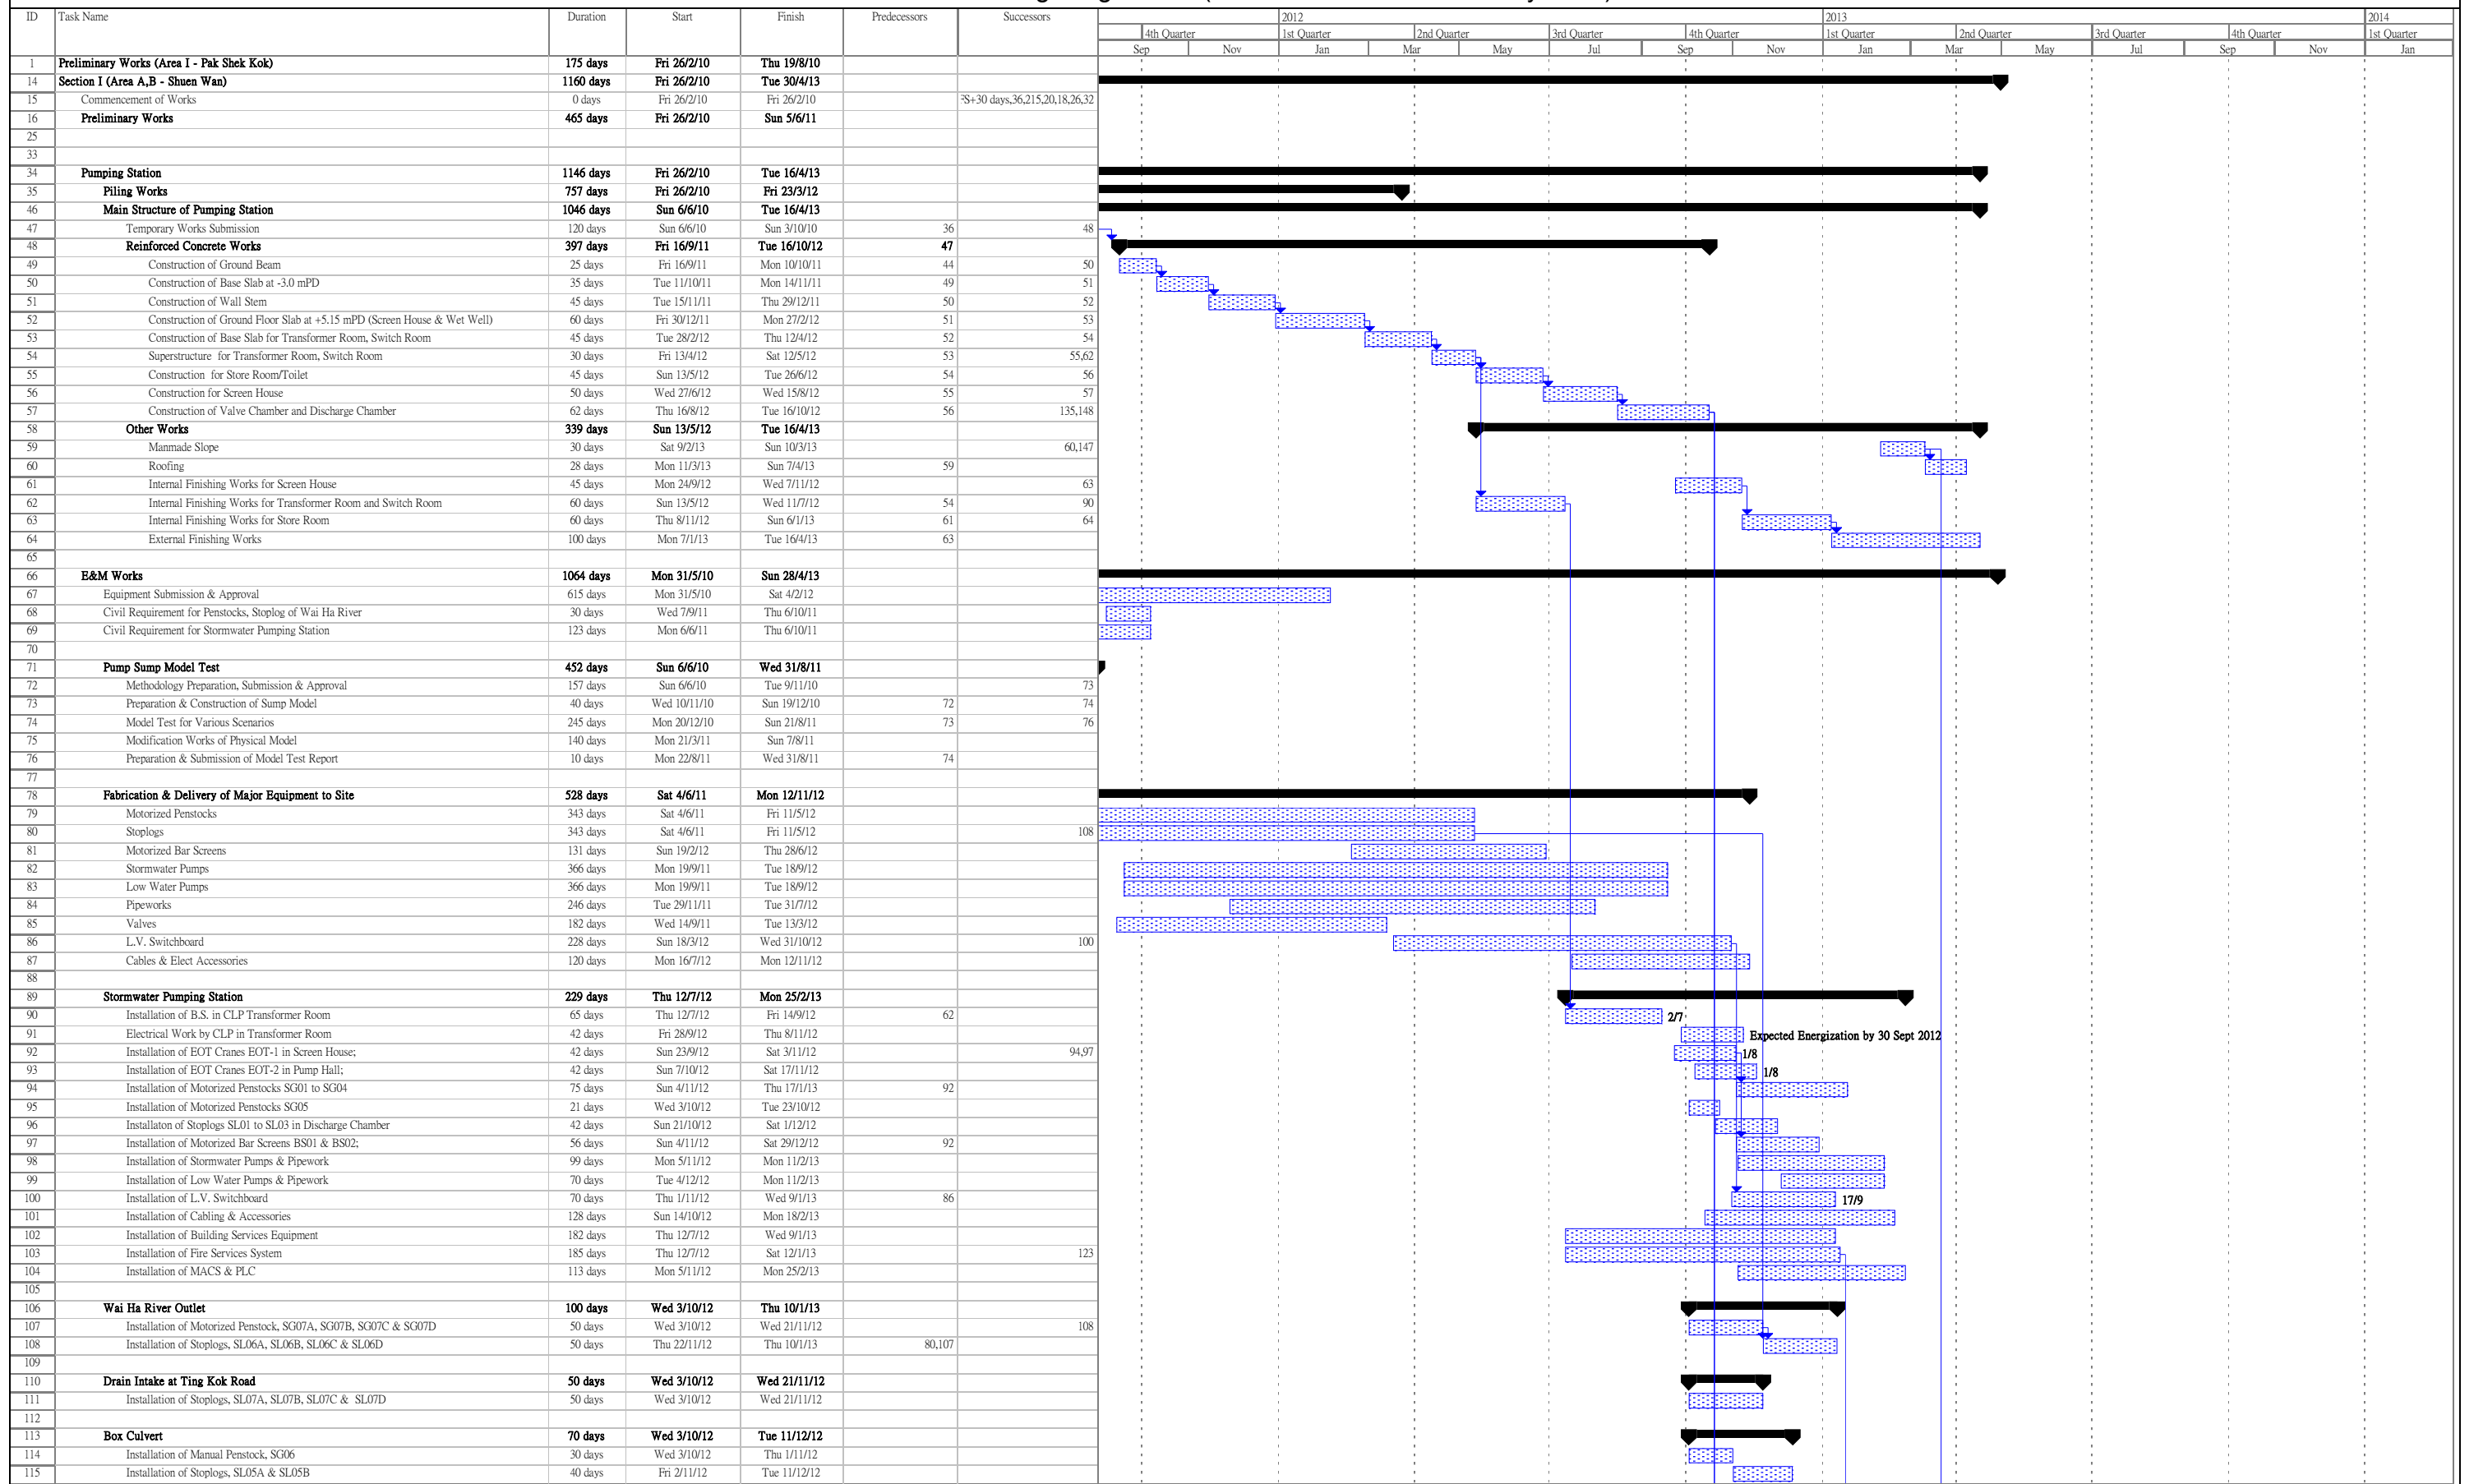 ID Task Name Duration Start Finish Predecessors Successors
2012 2013 2014
4th Quarter 1st Quarter 2nd Quarter 3rd Quarter 4th Quarter 1st Quarter 2nd Quarter 3rd Quarter 4th Quarter 1st Quarter
Sep Nov Jan Mar May Jul Sep Nov Jan Mar May Jul Sep Nov Jan
1 Preliminary Works (Area I - Pak Shek Kok) 175 days Fri 26/2/10 Thu 19/8/10
14 Section I (Area A,B - Shuen Wan) 1160 days Fri 26/2/10 Tue 30/4/13
15 Commencement of Works 0 days Fri 26/2/10 Fri 26/2/10 FS+30 days,36,215,20,18,26,32
16 Preliminary Works 465 days Fri 26/2/10 Sun 5/6/11
25
33
34 Pumping Station 1146 days Fri 26/2/10 Tue 16/4/13
35 Piling Works 757 days Fri 26/2/10 Fri 23/3/12
46 Main Structure of Pumping Station 1046 days Sun 6/6/10 Tue 16/4/13
47 Temporary Works Submission 120 days Sun 6/6/10 Sun 3/10/10 36 48
48 Reinforced Concrete Works 397 days Fri 16/9/11 Tue 16/10/12 47
49 Construction of Ground Beam 25 days Fri 16/9/11 Mon 10/10/11 44 50
50 Construction of Base Slab at -3.0 mPD 35 days Tue 11/10/11 Mon 14/11/11 49 51
51 Construction of Wall Stem 45 days Tue 15/11/11 Thu 29/12/11 50 52
52 Construction of Ground Floor Slab at +5.15 mPD (Screen House & Wet Well) 60 days Fri 30/12/11 Mon 27/2/12 51 53
53 Construction of Base Slab for Transformer Room, Switch Room 45 days Tue 28/2/12 Thu 12/4/12 52 54
54 Superstructure for Transformer Room, Switch Room 30 days Fri 13/4/12 Sat 12/5/12 53 55,62
55 Construction for Store Room/Toilet 45 days Sun 13/5/12 Tue 26/6/12 54 56
56 Construction for Screen House 50 days Wed 27/6/12 Wed 15/8/12 55 57
57 Construction of Valve Chamber and Discharge Chamber 62 days Thu 16/8/12 Tue 16/10/12 56 135,148
58 Other Works 339 days Sun 13/5/12 Tue 16/4/13
59 Manmade Slope 30 days Sat 9/2/13 Sun 10/3/13 60,147
60 Roofing 28 days Mon 11/3/13 Sun 7/4/13 59
61 Internal Finishing Works for Screen House 45 days Mon 24/9/12 Wed 7/11/12 63
62 Internal Finishing Works for Transformer Room and Switch Room 60 days Sun 13/5/12 Wed 11/7/12 54 90
63 Internal Finishing Works for Store Room 60 days Thu 8/11/12 Sun 6/1/13 61 64
64 External Finishing Works 100 days Mon 7/1/13 Tue 16/4/13 63
65
66 E&M Works 1064 days Mon 31/5/10 Sun 28/4/13
67 Equipment Submission & Approval 615 days Mon 31/5/10 Sat 4/2/12
68 Civil Requirement for Penstocks, Stoplog of Wai Ha River 30 days Wed 7/9/11 Thu 6/10/11
69 Civil Requirement for Stormwater Pumping Station 123 days Mon 6/6/11 Thu 6/10/11
70
71 Pump Sump Model Test 452 days Sun 6/6/10 Wed 31/8/11
72 Methodology Preparation, Submission & Approval 157 days Sun 6/6/10 Tue 9/11/10 73
73 Preparation & Construction of Sump Model 40 days Wed 10/11/10 Sun 19/12/10 72 74
74 Model Test for Various Scenarios 245 days Mon 20/12/10 Sun 21/8/11 73 76
75 Modification Works of Physical Model 140 days Mon 21/3/11 Sun 7/8/11
76 Preparation & Submission of Model Test Report 10 days Mon 22/8/11 Wed 31/8/11 74
77
78 Fabrication & Delivery of Major Equipment to Site 528 days Sat 4/6/11 Mon 12/11/12
79 Motorized Penstocks 343 days Sat 4/6/11 Fri 11/5/12
80 Stoplogs 343 days Sat 4/6/11 Fri 11/5/12 108
81 Motorized Bar Screens 131 days Sun 19/2/12 Thu 28/6/12
82 Stormwater Pumps 366 days Mon 19/9/11 Tue 18/9/12
83 Low Water Pumps 366 days Mon 19/9/11 Tue 18/9/12
84 Pipeworks 246 days Tue 29/11/11 Tue 31/7/12
85 Valves 182 days Wed 14/9/11 Tue 13/3/12
86 L.V. Switchboard 228 days Sun 18/3/12 Wed 31/10/12 100
87 Cables & Elect Accessories 120 days Mon 16/7/12 Mon 12/11/12
88
89 Stormwater Pumping Station 229 days Thu 12/7/12 Mon 25/2/13
90 Installation of B.S. in CLP Transformer Room 65 days Thu 12/7/12 Fri 14/9/12 62 2/7
91 Electrical Work by CLP in Transformer Room 42 days Fri 28/9/12 Thu 8/11/12 Expected Energization by 30 Sept 2012
92 Installation of EOT Cranes EOT-1 in Screen House; 42 days Sun 23/9/12 Sat 3/11/12 94,97 1/8
93 Installation of EOT Cranes EOT-2 in Pump Hall; 42 days Sun 7/10/12 Sat 17/11/12 1/8
94 Installation of Motorized Penstocks SG01 to SG04 75 days Sun 4/11/12 Thu 17/1/13 92
95 Installation of Motorized Penstocks SG05 21 days Wed 3/10/12 Tue 23/10/12
96 Installaton of Stoplogs SL01 to SL03 in Discharge Chamber 42 days Sun 21/10/12 Sat 1/12/12
97 Installation of Motorized Bar Screens BS01 & BS02; 56 days Sun 4/11/12 Sat 29/12/12 92
98 Installation of Stormwater Pumps & Pipework 99 days Mon 5/11/12 Mon 11/2/13
99 Installation of Low Water Pumps & Pipework 70 days Tue 4/12/12 Mon 11/2/13
100 Installation of L.V. Switchboard 70 days Thu 1/11/12 Wed 9/1/13 86 17/9
101 Installation of Cabling & Accessories 128 days Sun 14/10/12 Mon 18/2/13
102 Installation of Building Services Equipment 182 days Thu 12/7/12 Wed 9/1/13
103 Installation of Fire Services System 185 days Thu 12/7/12 Sat 12/1/13 123
104 Installation of MACS & PLC 113 days Mon 5/11/12 Mon 25/2/13
105
106 Wai Ha River Outlet 100 days Wed 3/10/12 Thu 10/1/13
107 Installation of Motorized Penstock, SG07A, SG07B, SG07C & SG07D 50 days Wed 3/10/12 Wed 21/11/12 108
108 Installation of Stoplogs, SL06A, SL06B, SL06C & SL06D 50 days Thu 22/11/12 Thu 10/1/13 80,107
109
110 Drain Intake at Ting Kok Road 50 days Wed 3/10/12 Wed 21/11/12
111 Installation of Stoplogs, SL07A, SL07B, SL07C & SL07D 50 days Wed 3/10/12 Wed 21/11/12
112
113 Box Culvert 70 days Wed 3/10/12 Tue 11/12/12
114 Installation of Manual Penstock, SG06 30 days Wed 3/10/12 Thu 1/11/12
115 Installation of Stoplogs, SL05A & SL05B 40 days Fri 2/11/12 Tue 11/12/12